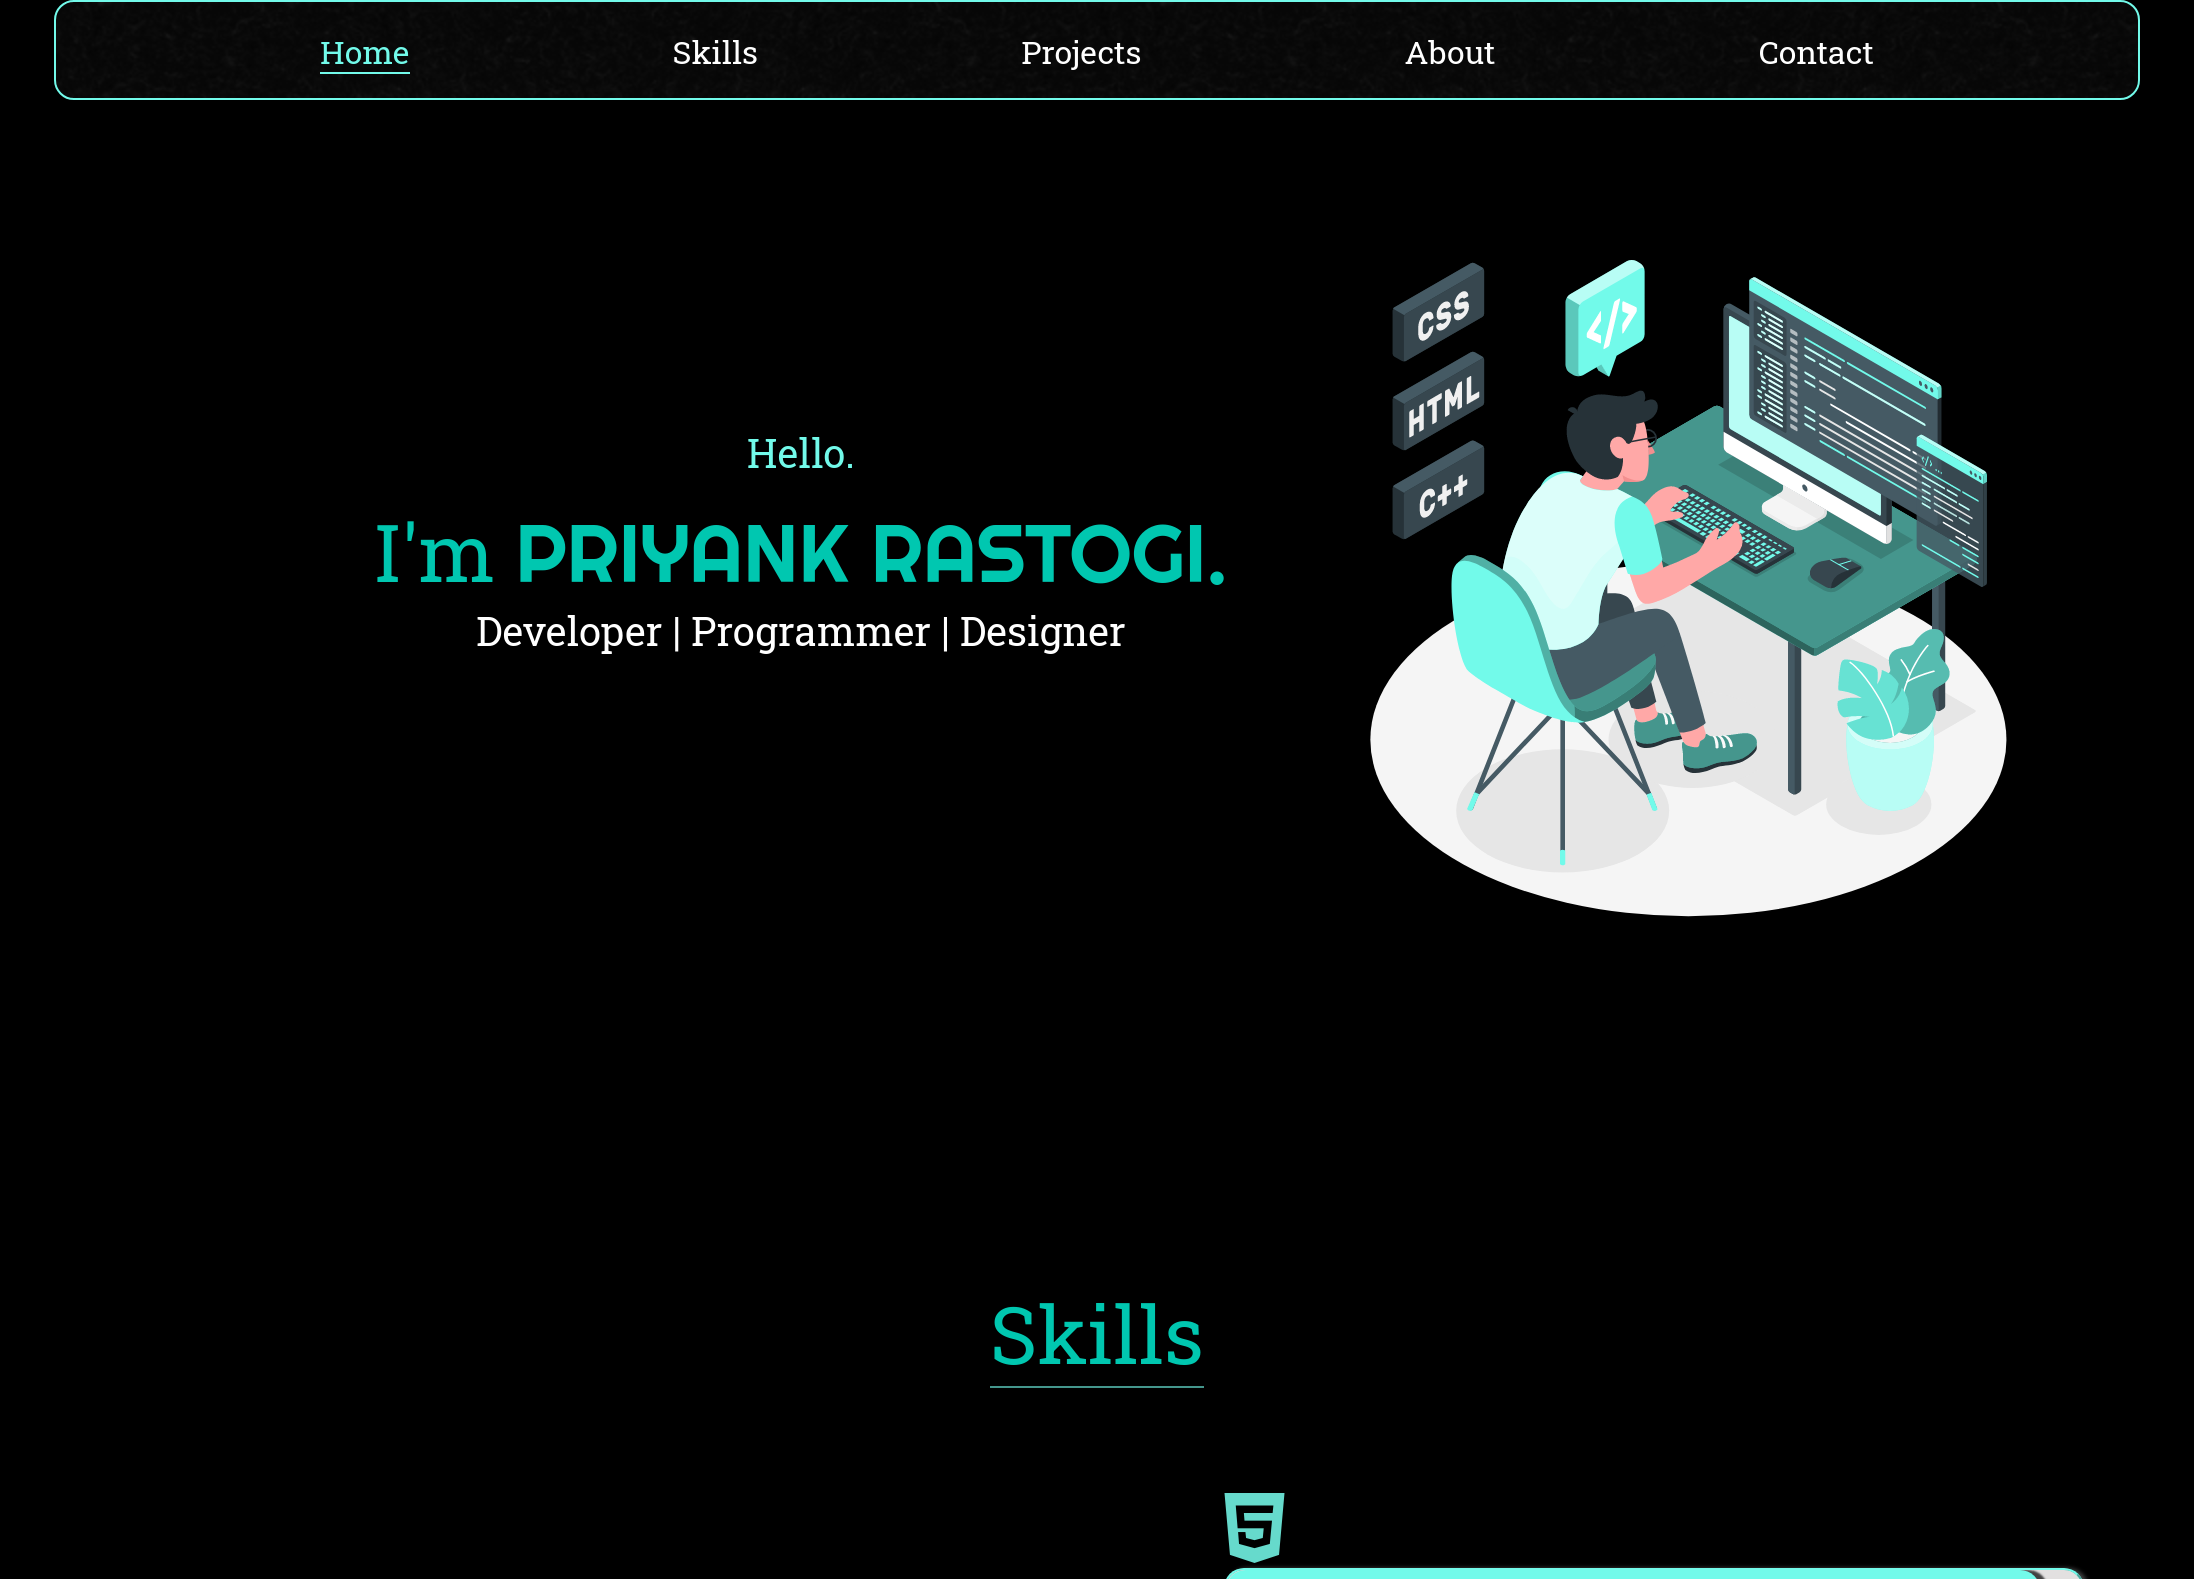 Home Skills Projects About Contact
CSS
</>
HTML
C++
Hello.
I'm PRIYANK RASTOGI.
Developer | Programmer | Designer
Skills
5